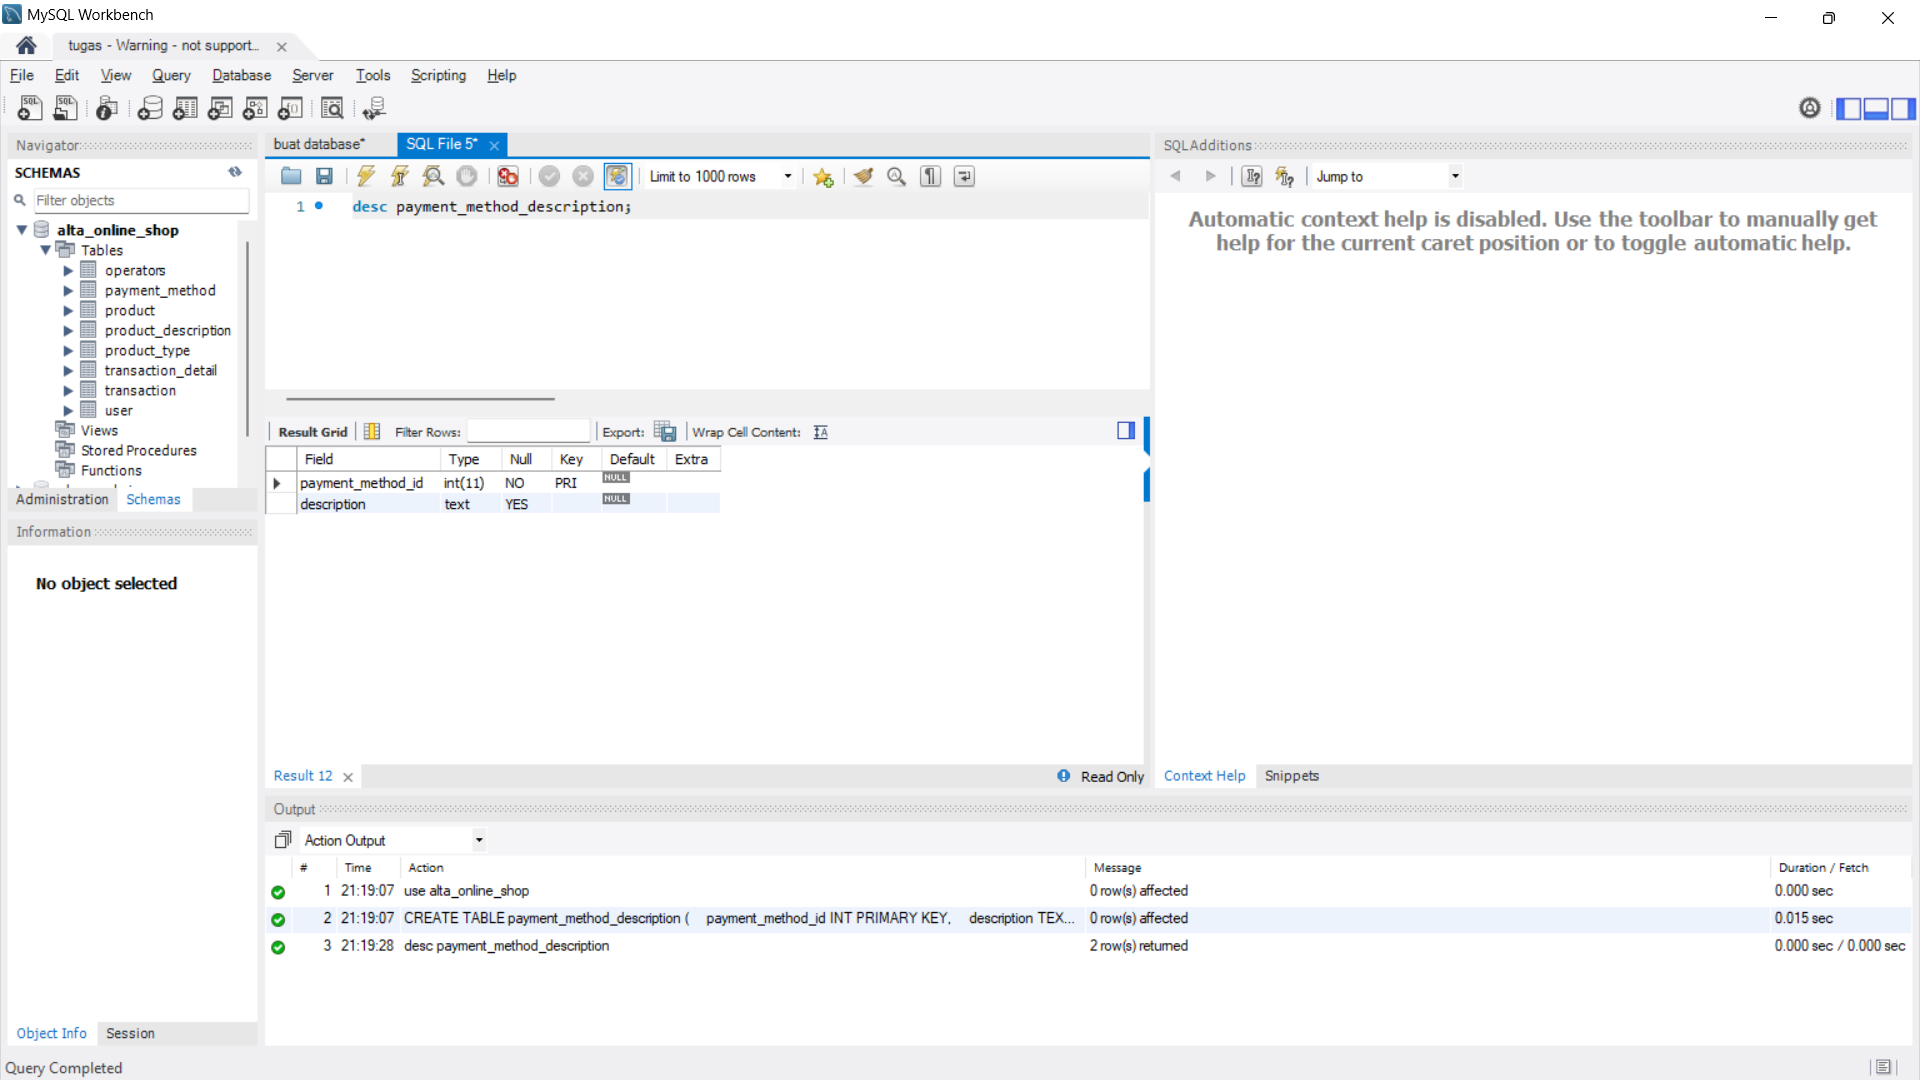 MySQL Workbench
tugas - Warning - not support...
File Edit View Query Database Server Tools Scripting Help
Navigator
SCHEMAS
Filter objects
alta_online_shop
Tables
operators
payment_method
product
product_description
product_type
transaction_detail
transaction
user
Views
Stored Procedures
Functions
Administration Schemas
Information
No object selected
Object Info Session
buat database* SQL File 5*
Limit to 1000 rows
1 desc payment_method_description;
Result Grid Filter Rows: Export: Wrap Cell Content:
Field Type Null Key Default Extra
payment_method_id int(11) NO PRI NULL
description text YES NULL
Result 12 Read Only
SQLAdditions
Jump to
Automatic context help is disabled. Use the toolbar to manually get
help for the current caret position or to toggle automatic help.
Context Help Snippets
Output
Action Output
# Time Action Message Duration / Fetch
1 21:19:07 use alta_online_shop 0 row(s) affected 0.000 sec
2 21:19:07 CREATE TABLE payment_method_description ( payment_method_id INT PRIMARY KEY, description TEX... 0 row(s) affected 0.015 sec
3 21:19:28 desc payment_method_description 2 row(s) returned 0.000 sec / 0.000 sec
Query Completed